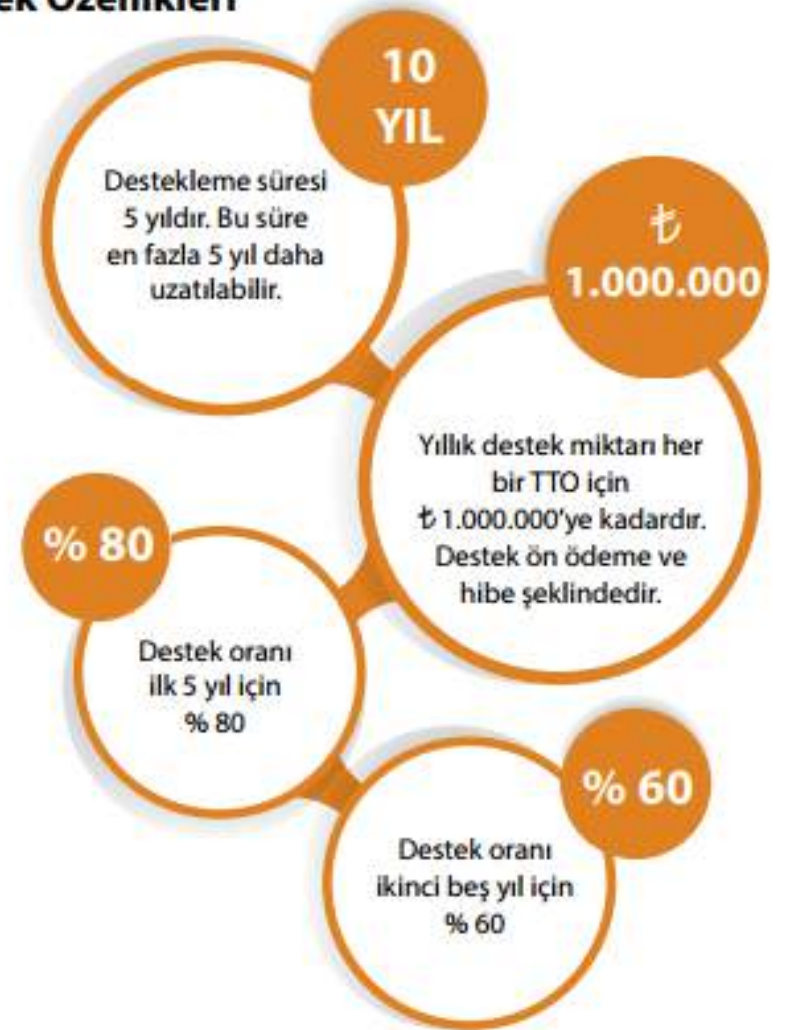 Özellikleri
10
YIL
Destekleme süresi
5 yıldır. Bu süre
en fazla 5 yıl daha
uzatılabilir.
₺
1.000.000
Yıllık destek miktarı her
bir TTO için
₺ 1.000.000'ye kadardır.
Destek ön ödeme ve
hibe şeklindedir.
% 80
Destek oranı
ilk 5 yıl için
% 80
% 60
Destek oranı
ikinci beş yıl için
% 60